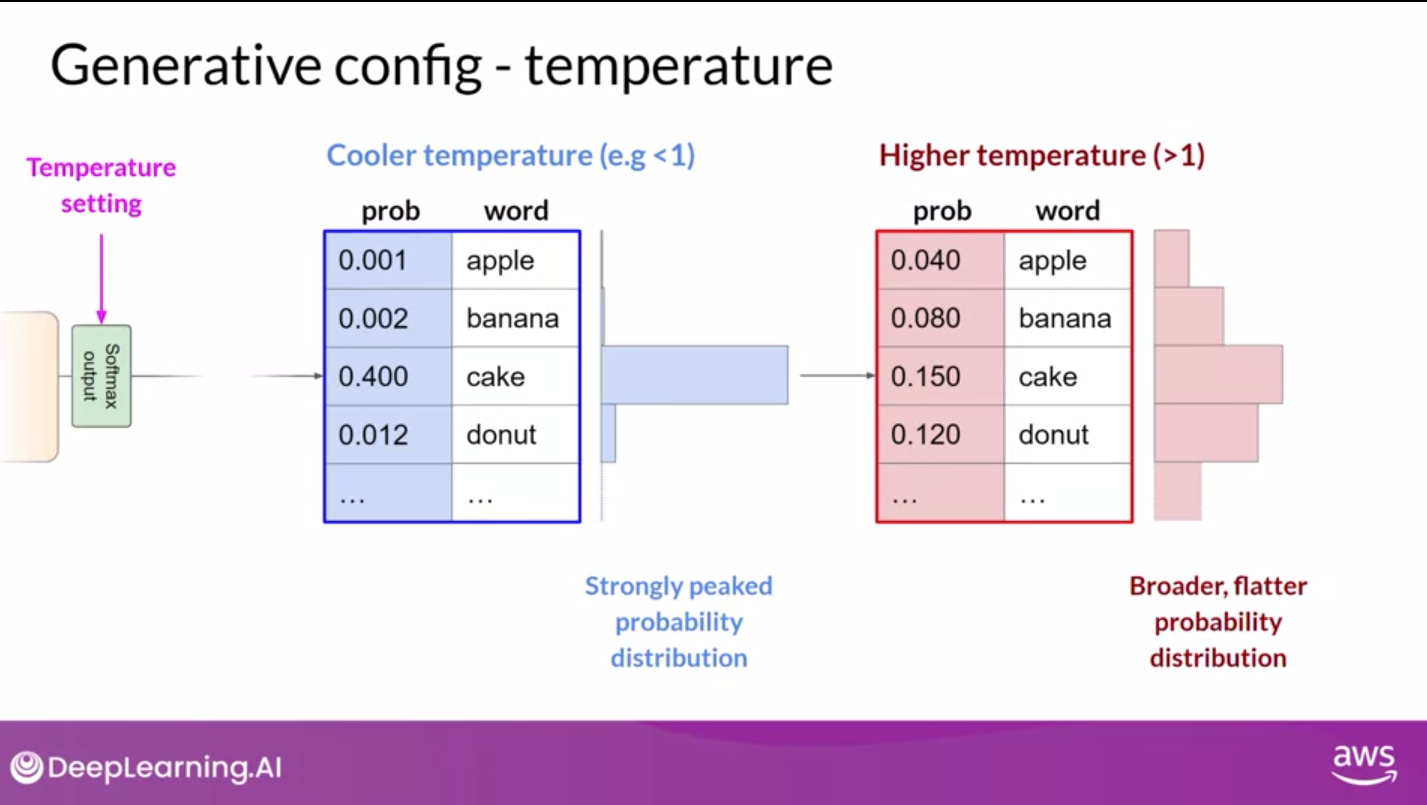 Generative config - temperature
Temperature
setting
Softmax
output
Cooler temperature (e.g <1)
prob word
0.001 apple
0.002 banana
0.400 cake
0.012 donut
... ...
Strongly peaked
probability
distribution
Higher temperature (>1)
prob word
0.040 apple
0.080 banana
0.150 cake
0.120 donut
... ...
Broader, flatter
probability
distribution
DeepLearning.AI
aws